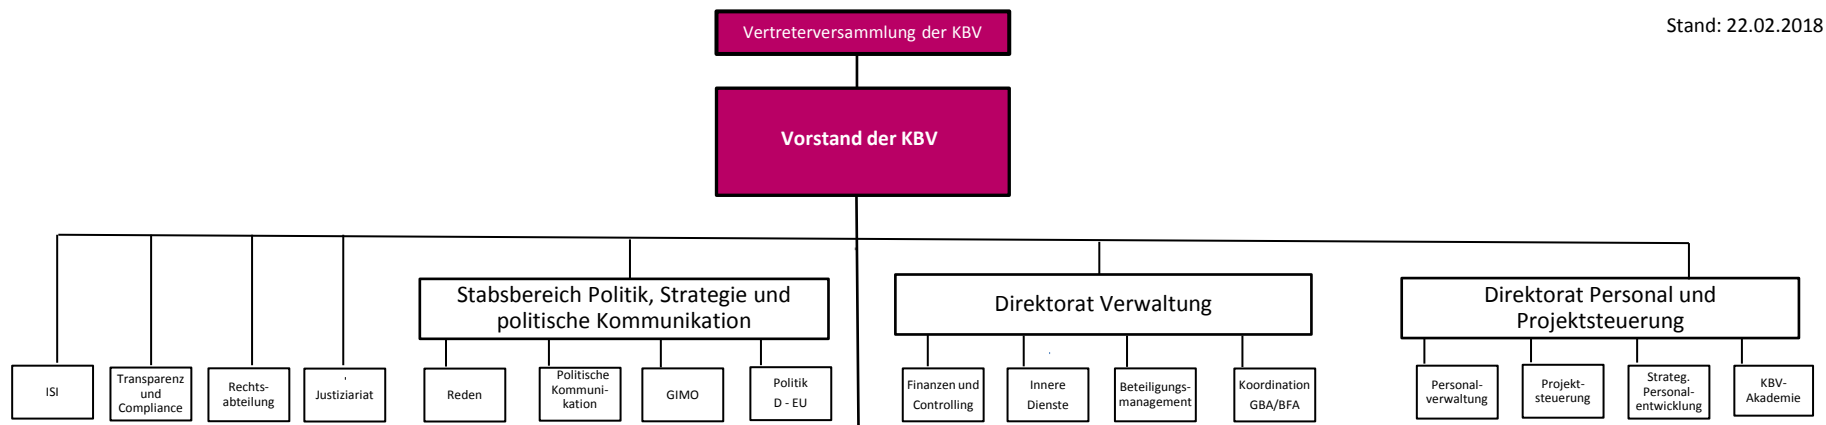 Vertreterversammlung der KBV
Stand: 22.02.2018
Vorstand der KBV
Stabsbereich Politik, Strategie und
politische Kommunikation
Direktorat Verwaltung
Direktorat Personal und
Projektsteuerung
ISI
Transparenz
und
Compliance
Rechts-
abteilung
Justiziariat
Reden
Politische
Kommuni-
kation
GIMO
Politik
D - EU
Finanzen und
Controlling
Innere
Dienste
Beteiligungs-
management
Koordination
GBA/BFA
Personal-
verwaltung
Projekt-
steuerung
Strateg.
Personal-
entwicklung
KBV-
Akademie